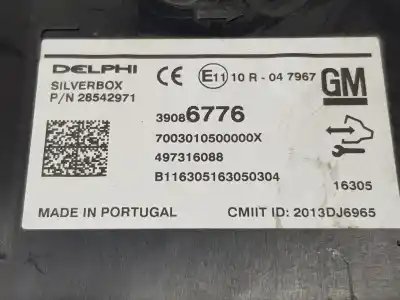 DELPHI
SILVERBOX
P/N 28542971
CE E11 10 R - 04 7967
GM
39086776
7003010500000X
497316088
B116305163050304
16305
MADE IN PORTUGAL
CMIIT ID: 2013DJ6965